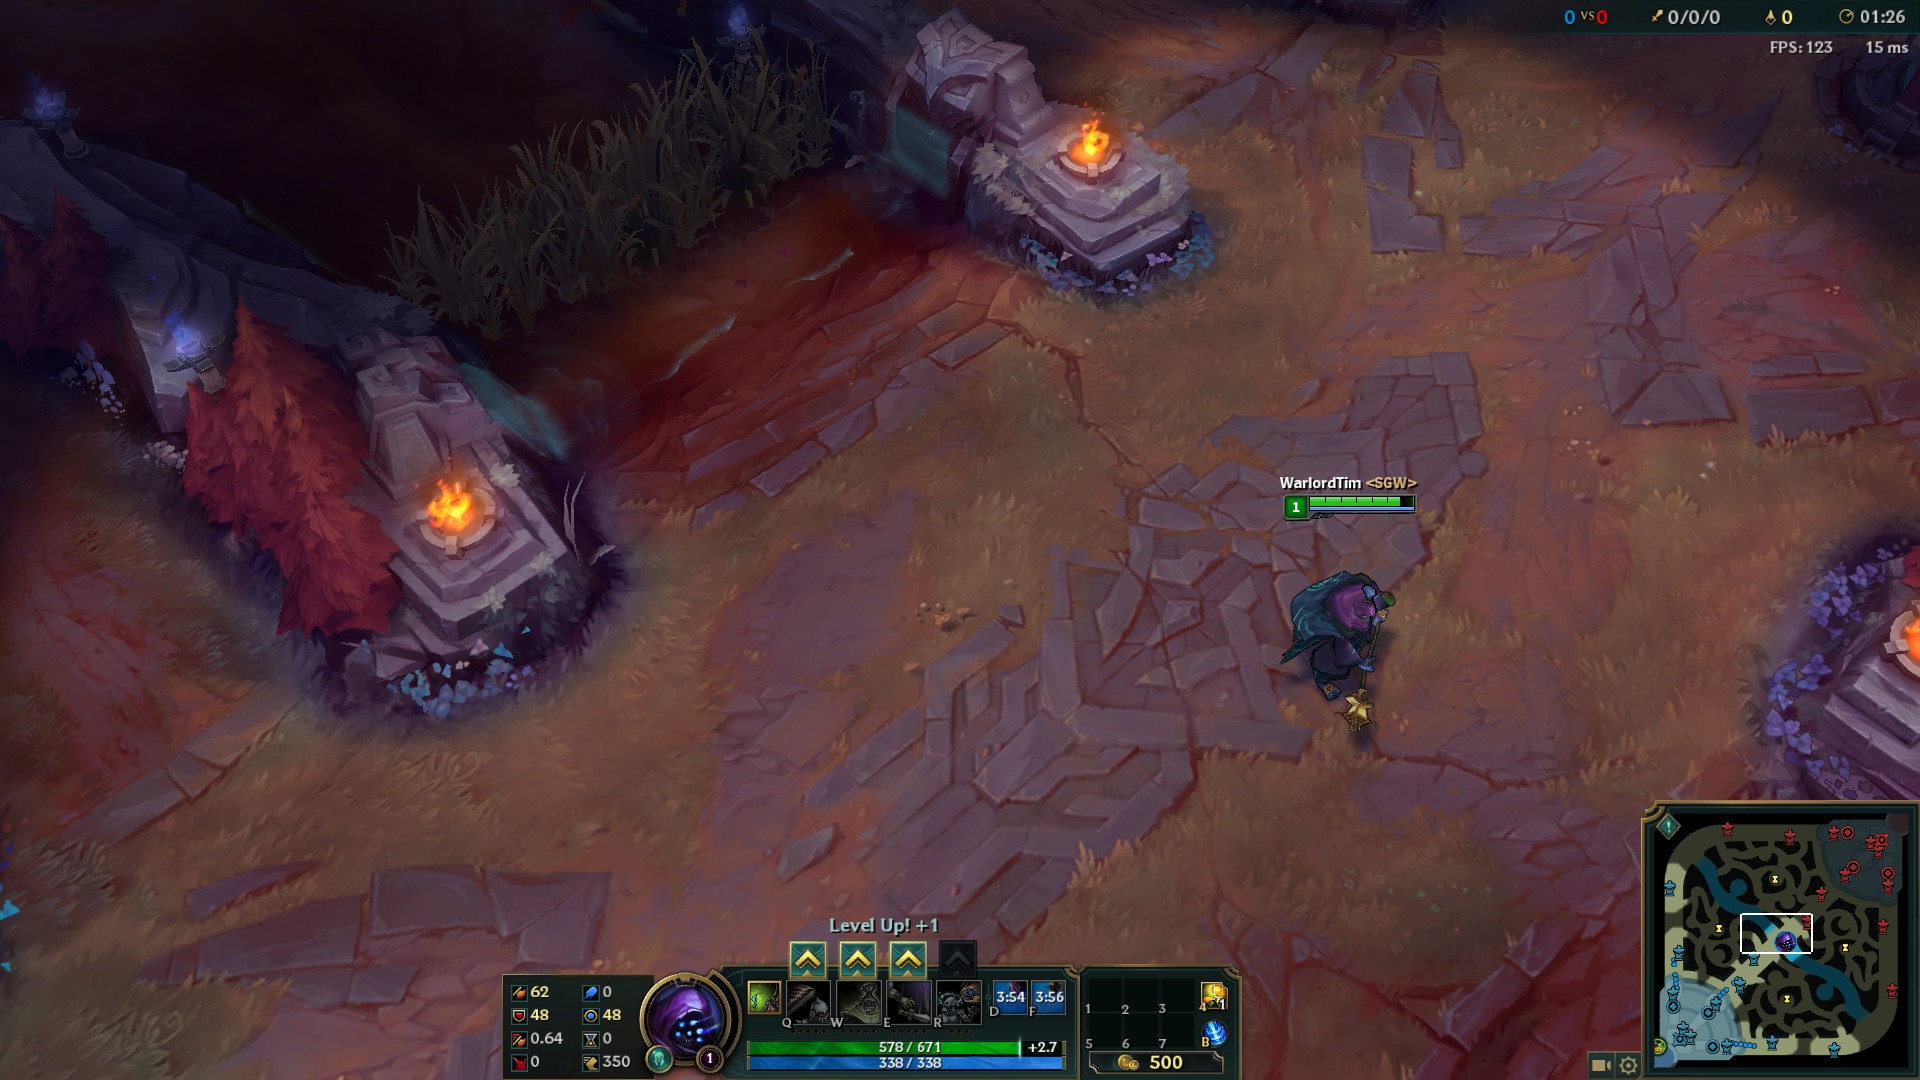 0 vs 0 0/0/0 0 01:26
FPS: 123 15 ms
WarlordTim <SGW>
1
Level Up! +1
62 0
48 48
0.64 0
0 350
1
Q W E R
3:54 3:56
D F
578 / 671 +2.7
338 / 338
1 2 3 4 1
5 6 7 B
500